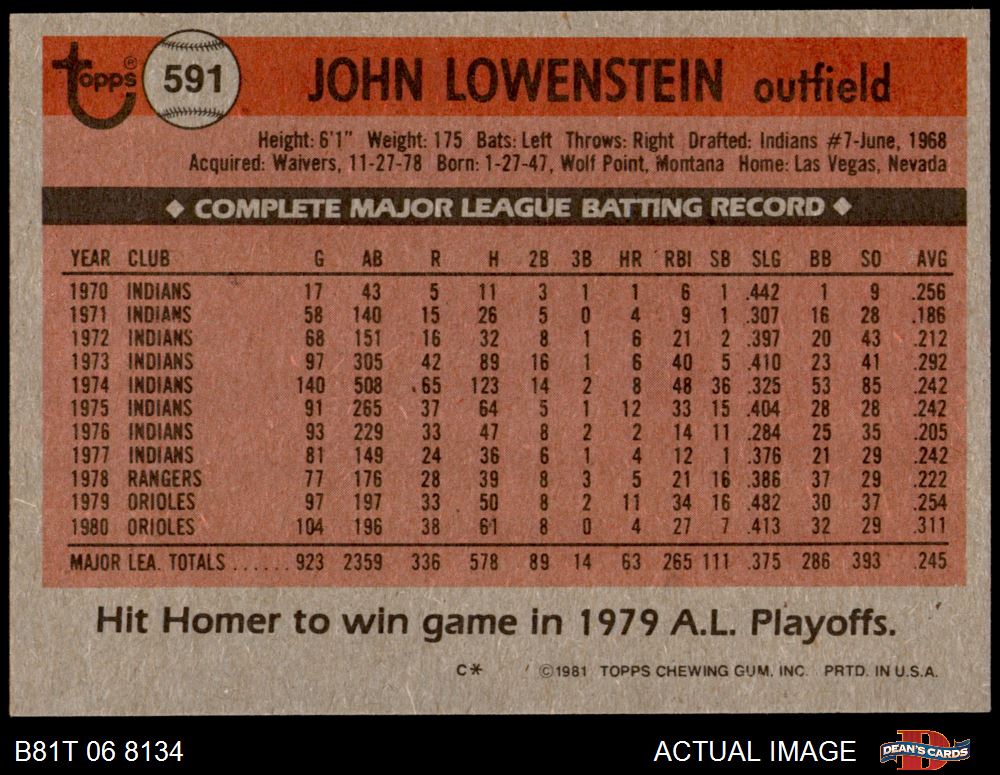 Topps® 591 JOHN LOWENSTEIN outfield
Height: 6'1" Weight: 175 Bats: Left Throws: Right Drafted: Indians #7-June, 1968
Acquired: Waivers, 11-27-78 Born: 1-27-47, Wolf Point, Montana Home: Las Vegas, Nevada
◆ COMPLETE MAJOR LEAGUE BATTING RECORD ◆
YEAR CLUB G AB R H 2B 3B HR RBI SB SLG BB SO AVG
1970 INDIANS 17 43 5 11 3 1 1 6 1 .442 1 9 .256
1971 INDIANS 58 140 15 26 5 0 4 9 1 .307 16 28 .186
1972 INDIANS 68 151 16 32 8 1 6 21 2 .397 20 43 .212
1973 INDIANS 97 305 42 89 16 1 6 40 5 .410 23 41 .292
1974 INDIANS 140 508 65 123 14 2 8 48 36 .325 53 85 .242
1975 INDIANS 91 265 37 64 5 1 12 33 15 .404 28 28 .242
1976 INDIANS 93 229 33 47 8 2 2 14 11 .284 25 35 .205
1977 INDIANS 81 149 24 36 6 1 4 12 1 .376 21 29 .242
1978 RANGERS 77 176 28 39 8 3 5 21 16 .386 37 29 .222
1979 ORIOLES 97 197 33 50 8 2 11 34 16 .482 30 37 .254
1980 ORIOLES 104 196 38 61 8 0 4 27 7 .413 32 29 .311
MAJOR LEA. TOTALS ...... 923 2359 336 578 89 14 63 265 111 .375 286 393 .245
Hit Homer to win game in 1979 A.L. Playoffs.
C* ©1981 TOPPS CHEWING GUM, INC. PRTD. IN U.S.A.
B81T 06 8134 ACTUAL IMAGE D DEAN'S CARDS